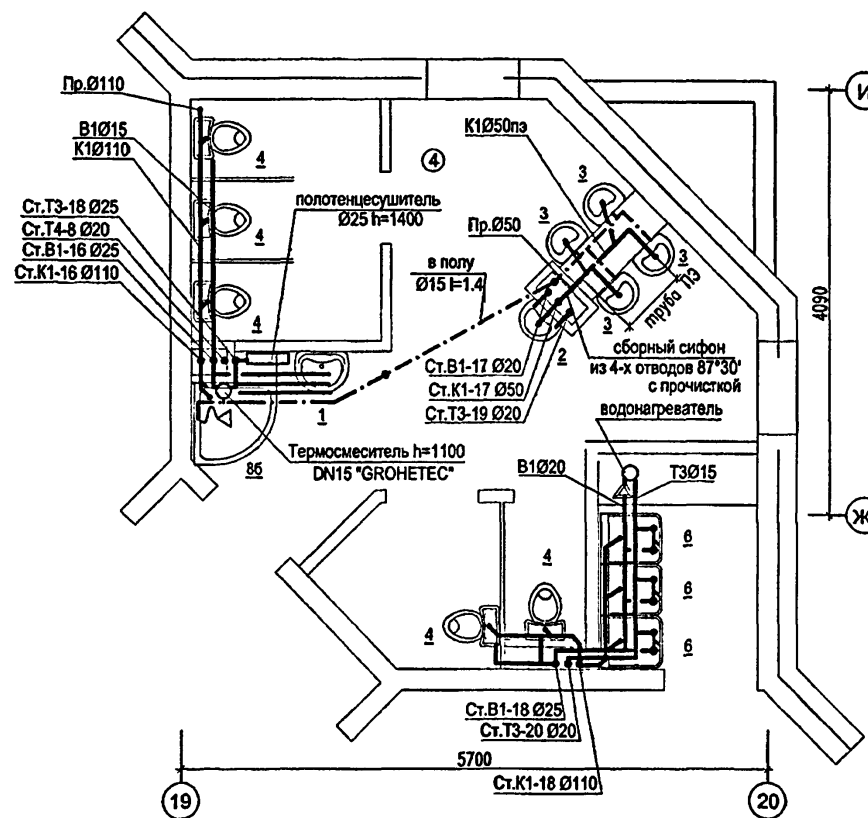 Пр.Ø110
В1Ø15
К1Ø110
Ст.Т3-18 Ø25
Ст.Т4-8 Ø20
Ст.В1-16 Ø25
Ст.К1-16 Ø110
4
4
4
4
полотенцесушитель
Ø25 h=1400
К1Ø50пэ
Пр.Ø50
3
3
3
3
в полу
Ø15 l=1.4
И
4090
Ж
2
Ст.В1-17 Ø20
Ст.К1-17 Ø50
Ст.Т3-19 Ø20
сборный сифон
из 4-х отводов 87°30'
с прочисткой
водонагреватель
1
Термосмеситель h=1100
DN15 "GROHETEC"
8б
В1Ø20
Т3Ø15
6
6
6
4
4
Ст.В1-18 Ø25
Ст.Т3-20 Ø20
5700
Ст.К1-18 Ø110
19
20